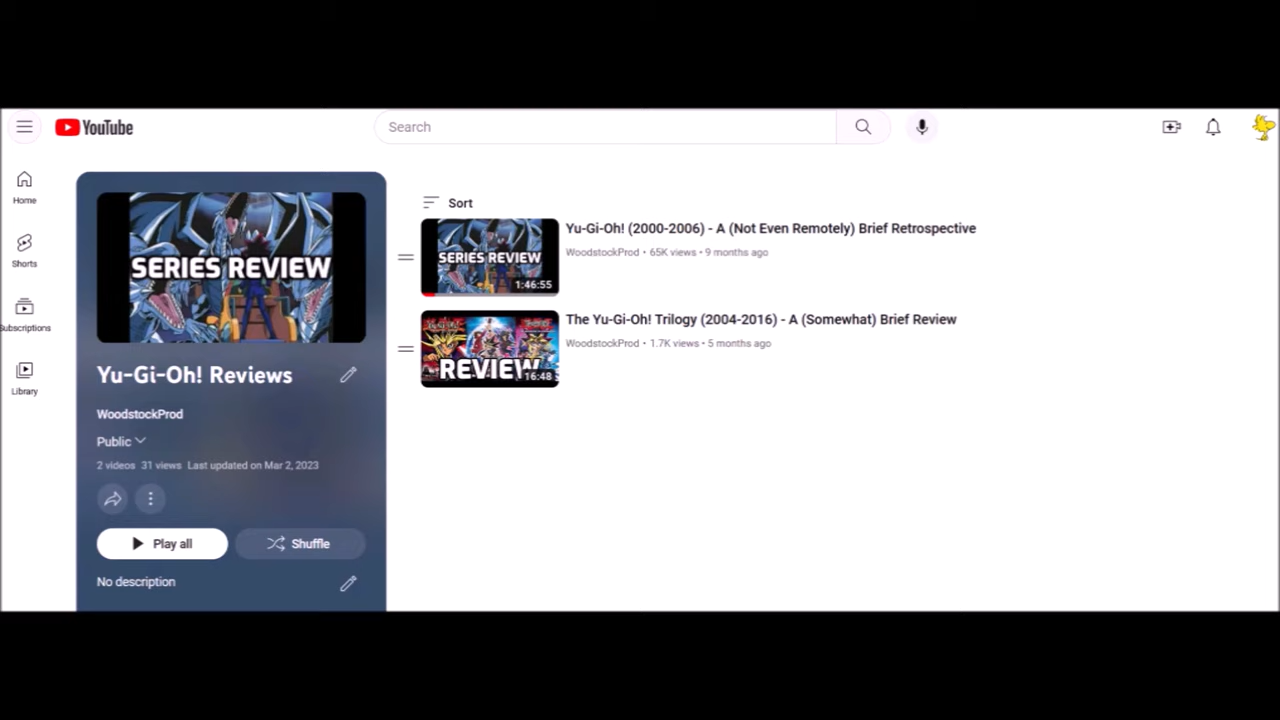 YouTube
Search
Home
Shorts
Subscriptions
Library
SERIES REVIEW
Yu-Gi-Oh! Reviews
WoodstockProd
Public
2 videos 31 views Last updated on Mar 2, 2023
Play all
Shuffle
No description
Sort
SERIES REVIEW
1:46:55
Yu-Gi-Oh! (2000-2006) - A (Not Even Remotely) Brief Retrospective
WoodstockProd • 65K views • 9 months ago
REVIEW
16:48
The Yu-Gi-Oh! Trilogy (2004-2016) - A (Somewhat) Brief Review
WoodstockProd • 1.7K views • 5 months ago